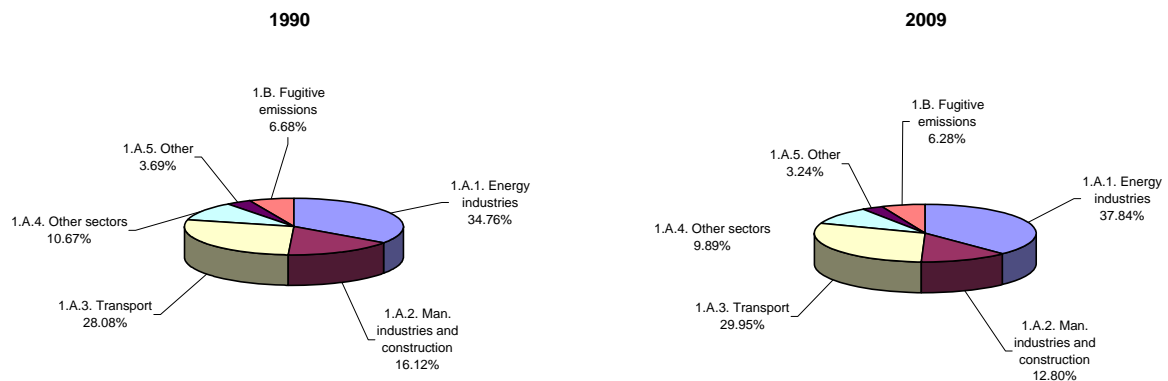 1990
1.B. Fugitive
emissions
6.68%
1.A.5. Other
3.69%
1.A.1. Energy
industries
34.76%
1.A.4. Other sectors
10.67%
1.A.3. Transport
28.08%
1.A.2. Man.
industries and
construction
16.12%
2009
1.B. Fugitive
emissions
6.28%
1.A.5. Other
3.24%
1.A.1. Energy
industries
37.84%
1.A.4. Other sectors
9.89%
1.A.3. Transport
29.95%
1.A.2. Man.
industries and
construction
12.80%